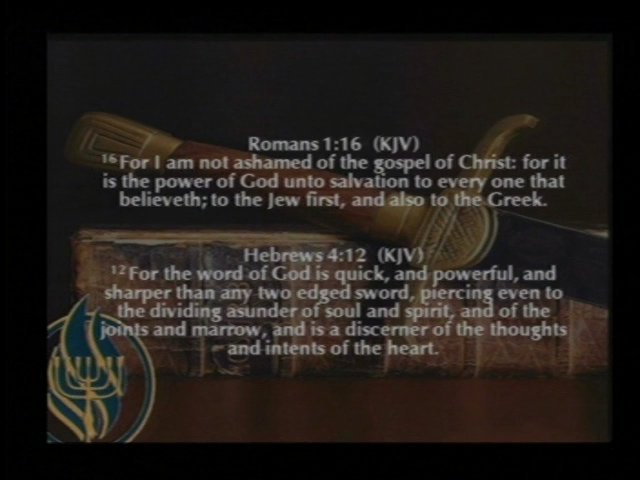 Romans 1:16 (KJV)
16 For I am not ashamed of the gospel of Christ: for it
is the power of God unto salvation to every one that
believeth; to the Jew first, and also to the Greek.
Hebrews 4:12 (KJV)
12 For the word of God is quick, and powerful, and
sharper than any two edged sword, piercing even to
the dividing asunder of soul and spirit, and of the
joints and marrow, and is a discerner of the thoughts
and intents of the heart.